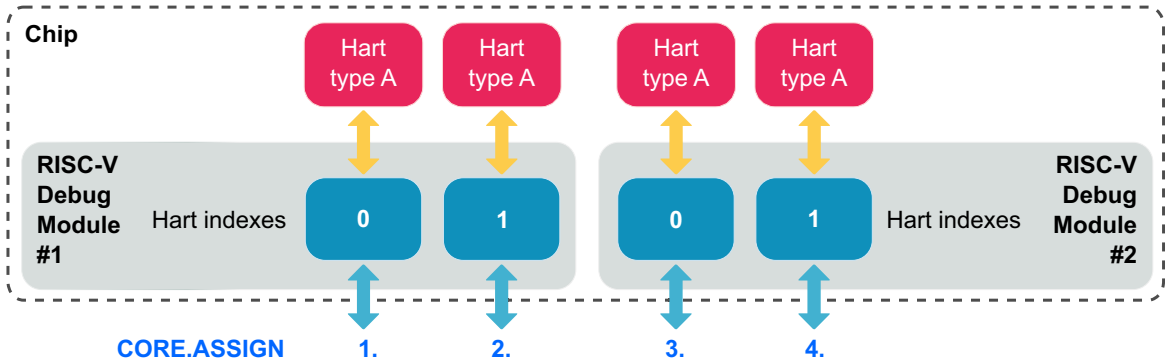 Chip
Hart
type A
Hart
type A
Hart
type A
Hart
type A
RISC-V
Debug
Module
#1
Hart indexes
0
1
0
1
Hart indexes
RISC-V
Debug
Module
#2
CORE.ASSIGN 1. 2. 3. 4.